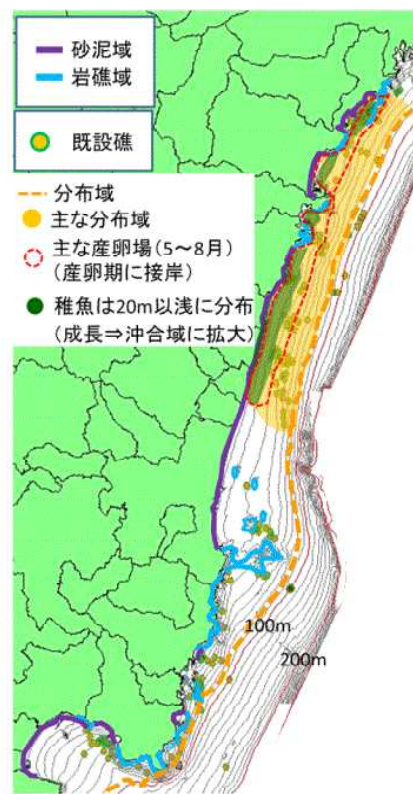 砂泥域
岩礁域
既設礁
分布域
主な分布域
主な産卵場(5～8月)
(産卵期に接岸)
稚魚は20m以浅に分布
(成長⇒沖合域に拡大)
100m
200m